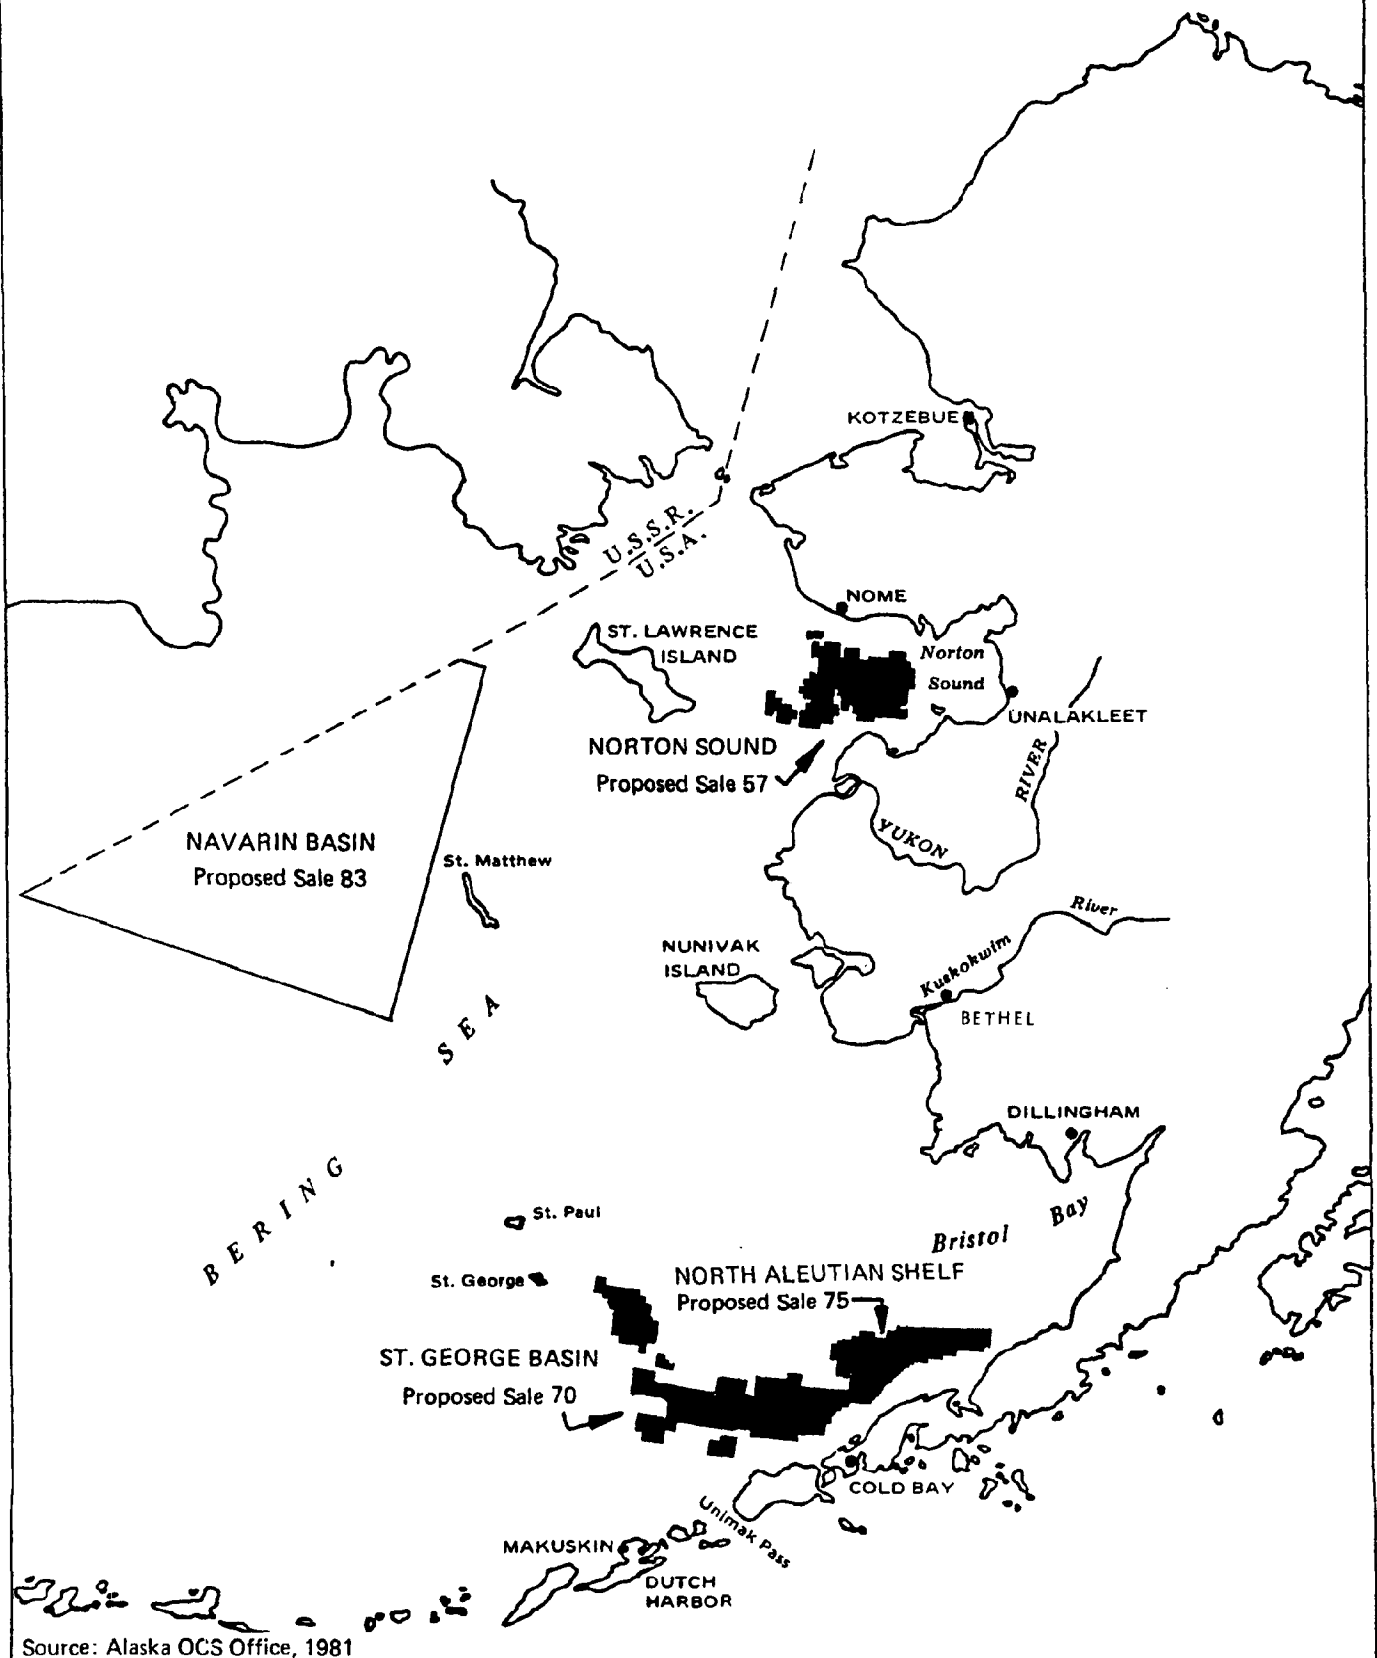 KOTZEBUE
U.S.S.R.
U.S.A.
NOME
ST. LAWRENCE
ISLAND
Norton
Sound
UNALAKLEET
NORTON SOUND
Proposed Sale 57
RIVER
YUKON
NAVARIN BASIN
Proposed Sale 83
St. Matthew
River
Kuskokwim
NUNIVAK
ISLAND
BETHEL
SEA
DILLINGHAM
BERING
St. Paul
Bristol Bay
St. George
NORTH ALEUTIAN SHELF
Proposed Sale 75
ST. GEORGE BASIN
Proposed Sale 70
COLD BAY
Unimak Pass
MAKUSKIN
DUTCH
HARBOR
Source: Alaska OCS Office, 1981